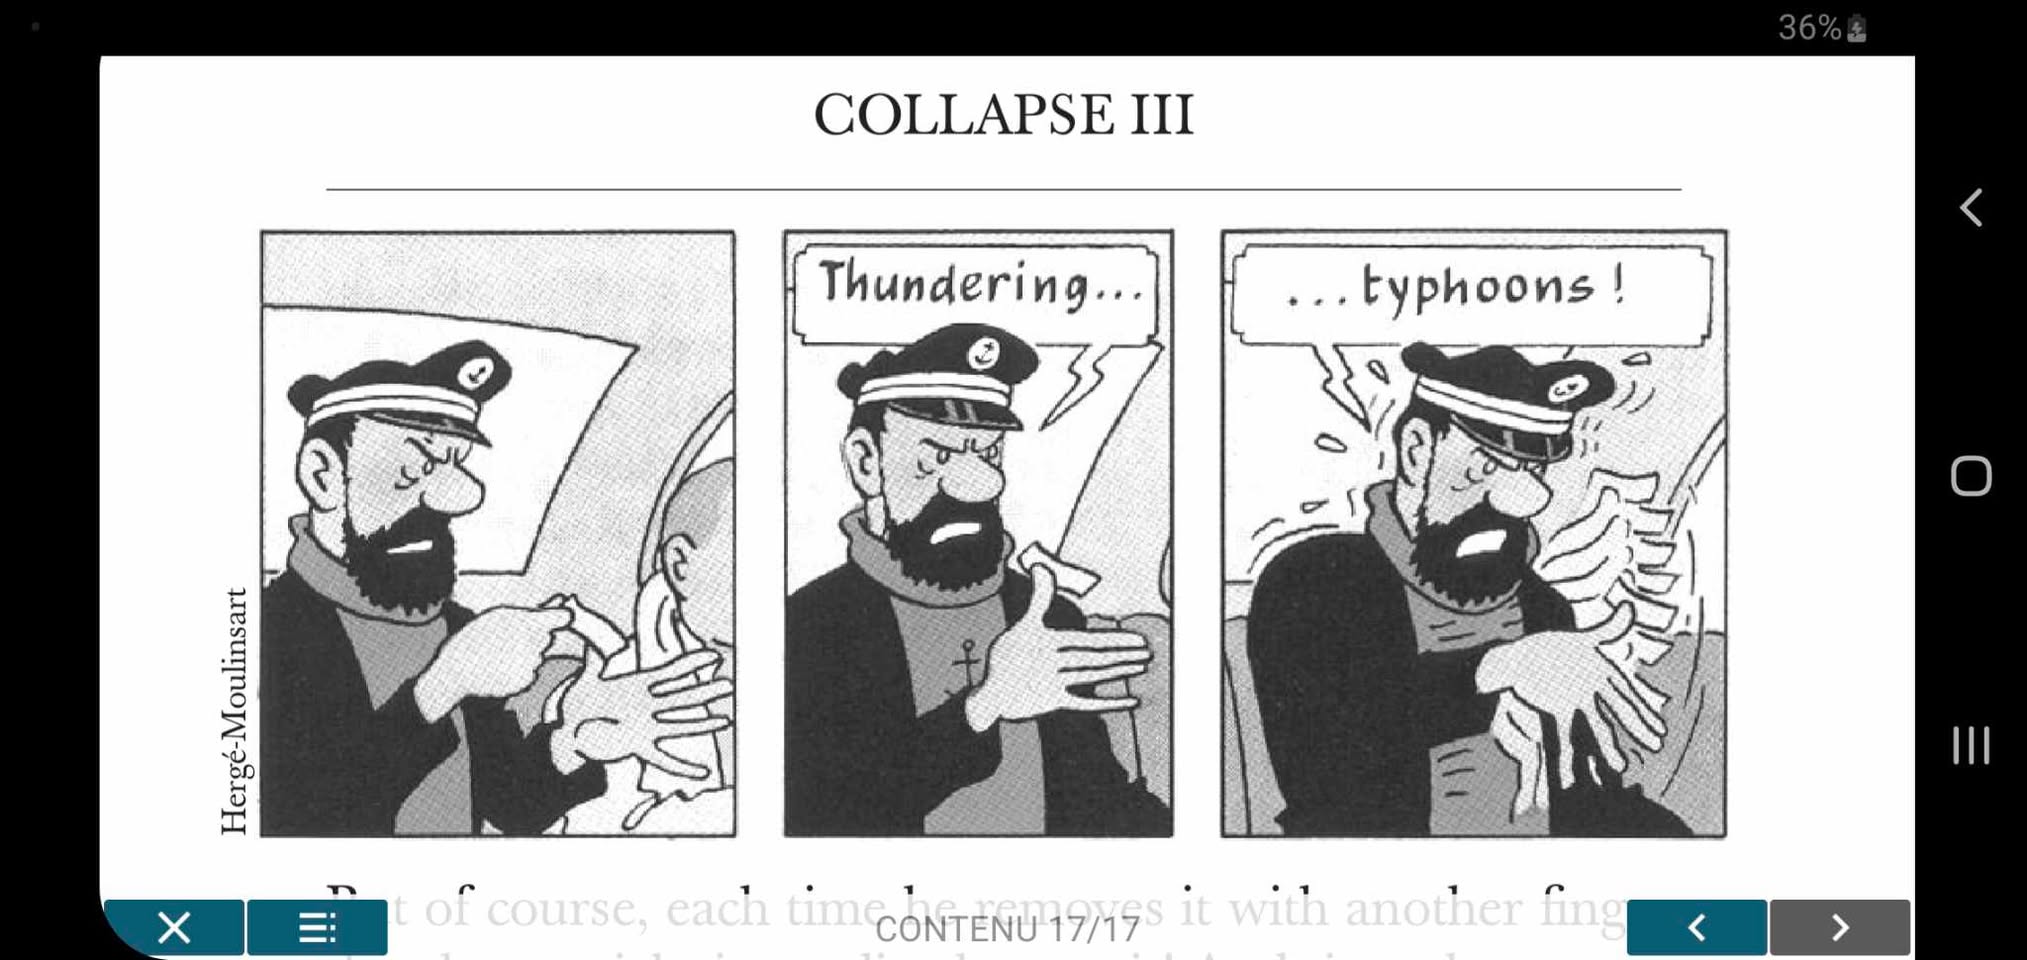 36%
COLLAPSE III
Thundering...
...typhoons!
Hergé-Moulinsart
But of course, each time he removes it with another fing
CONTENU 17/17